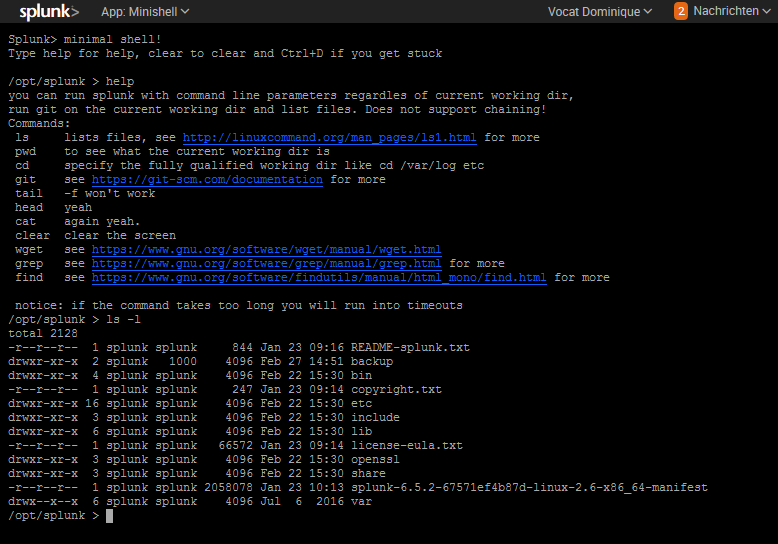 splunk> App: Minishell Vocat Dominique 2 Nachrichten
Splunk> minimal shell!
Type help for help, clear to clear and Ctrl+D if you get stuck
/opt/splunk > help
you can run splunk with command line parameters regardles of current working dir,
run git on the current working dir and list files. Does not support chaining!
Commands:
ls lists files, see http://linuxcommand.org/man_pages/ls1.html for more
pwd to see what the current working dir is
cd specify the fully qualified working dir like cd /var/log etc
git see https://git-scm.com/documentation for more
tail -f won't work
head yeah
cat again yeah.
clear clear the screen
wget see https://www.gnu.org/software/wget/manual/wget.html
grep see https://www.gnu.org/software/grep/manual/grep.html for more
find see https://www.gnu.org/software/findutils/manual/html_mono/find.html for more
notice: if the command takes too long you will run into timeouts
/opt/splunk > ls -l
total 2128
-r--r--r-- 1 splunk splunk 844 Jan 23 09:16 README-splunk.txt
drwxr-xr-x 2 splunk 1000 4096 Feb 27 14:51 backup
drwxr-xr-x 4 splunk splunk 4096 Feb 22 15:30 bin
-r--r--r-- 1 splunk splunk 247 Jan 23 09:14 copyright.txt
drwxr-xr-x 16 splunk splunk 4096 Feb 22 15:30 etc
drwxr-xr-x 3 splunk splunk 4096 Feb 22 15:30 include
drwxr-xr-x 6 splunk splunk 4096 Feb 22 15:30 lib
-r--r--r-- 1 splunk splunk 66572 Jan 23 09:14 license-eula.txt
drwxr-xr-x 3 splunk splunk 4096 Feb 22 15:30 openssl
drwxr-xr-x 3 splunk splunk 4096 Feb 22 15:30 share
-r--r--r-- 1 splunk splunk 2058078 Jan 23 10:13 splunk-6.5.2-67571ef4b87d-linux-2.6-x86_64-manifest
drwx--x--x 6 splunk splunk 4096 Jul 6 2016 var
/opt/splunk >